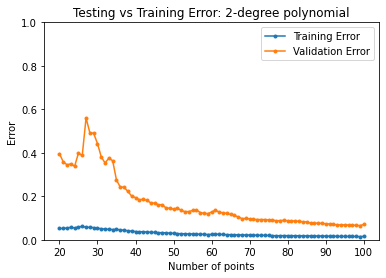 Testing vs Training Error: 2-degree polynomial
1.0
0.8
0.6
0.4
0.2
0.0
Error
Training Error
Validation Error
20 30 40 50 60 70 80 90 100
Number of points